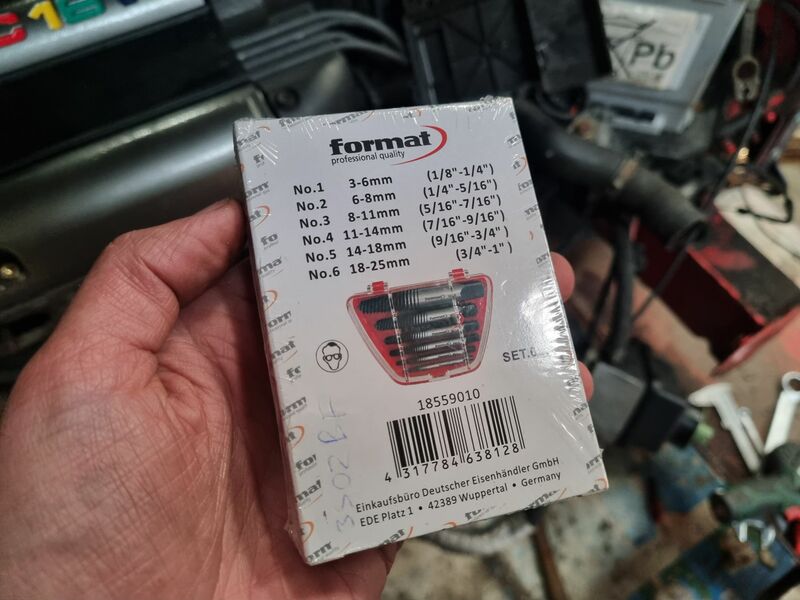 Pb
format
professional quality
No.1 3-6mm (1/8"-1/4")
No.2 6-8mm (1/4"-5/16")
No.3 8-11mm (5/16"-7/16")
No.4 11-14mm (7/16"-9/16")
No.5 14-18mm (9/16"-3/4")
No.6 18-25mm (3/4"-1")
18559010
4 317784 638128
Einkaufsbüro Deutscher Eisenhändler GmbH
EDE Platz 1 • 42389 Wuppertal • Germany